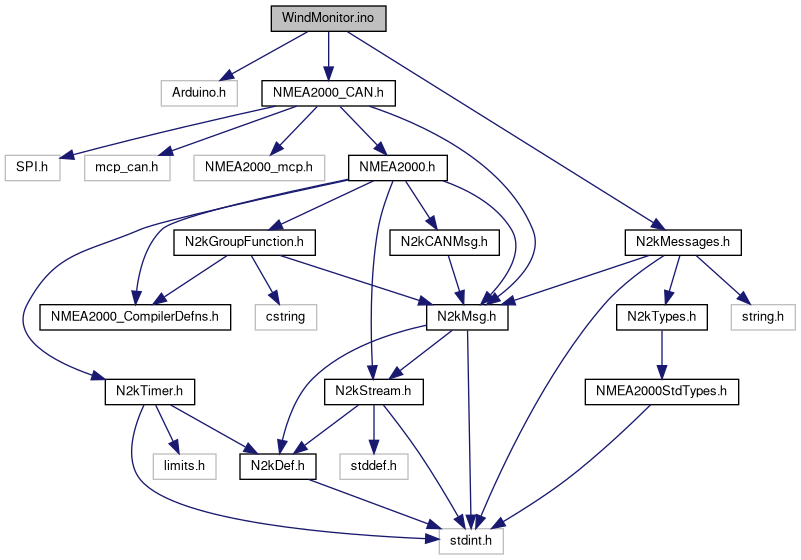 WindMonitor.ino
Arduino.h
NMEA2000_CAN.h
SPI.h
mcp_can.h
NMEA2000_mcp.h
NMEA2000.h
N2kGroupFunction.h
N2kCANMsg.h
N2kMessages.h
NMEA2000_CompilerDefns.h
cstring
N2kMsg.h
N2kTypes.h
string.h
N2kTimer.h
N2kStream.h
NMEA2000StdTypes.h
limits.h
N2kDef.h
stddef.h
stdint.h